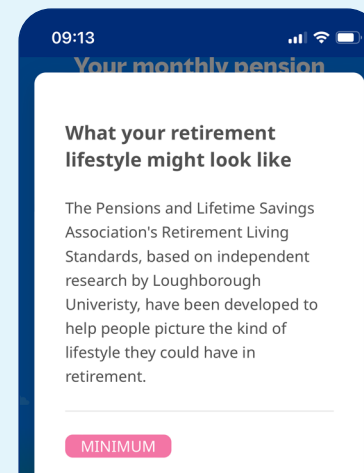 09:13
Your monthly pension
What your retirement
lifestyle might look like
The Pensions and Lifetime Savings
Association's Retirement Living
Standards, based on independent
research by Loughborough
Univeristy, have been developed to
help people picture the kind of
lifestyle they could have in
retirement.
MINIMUM